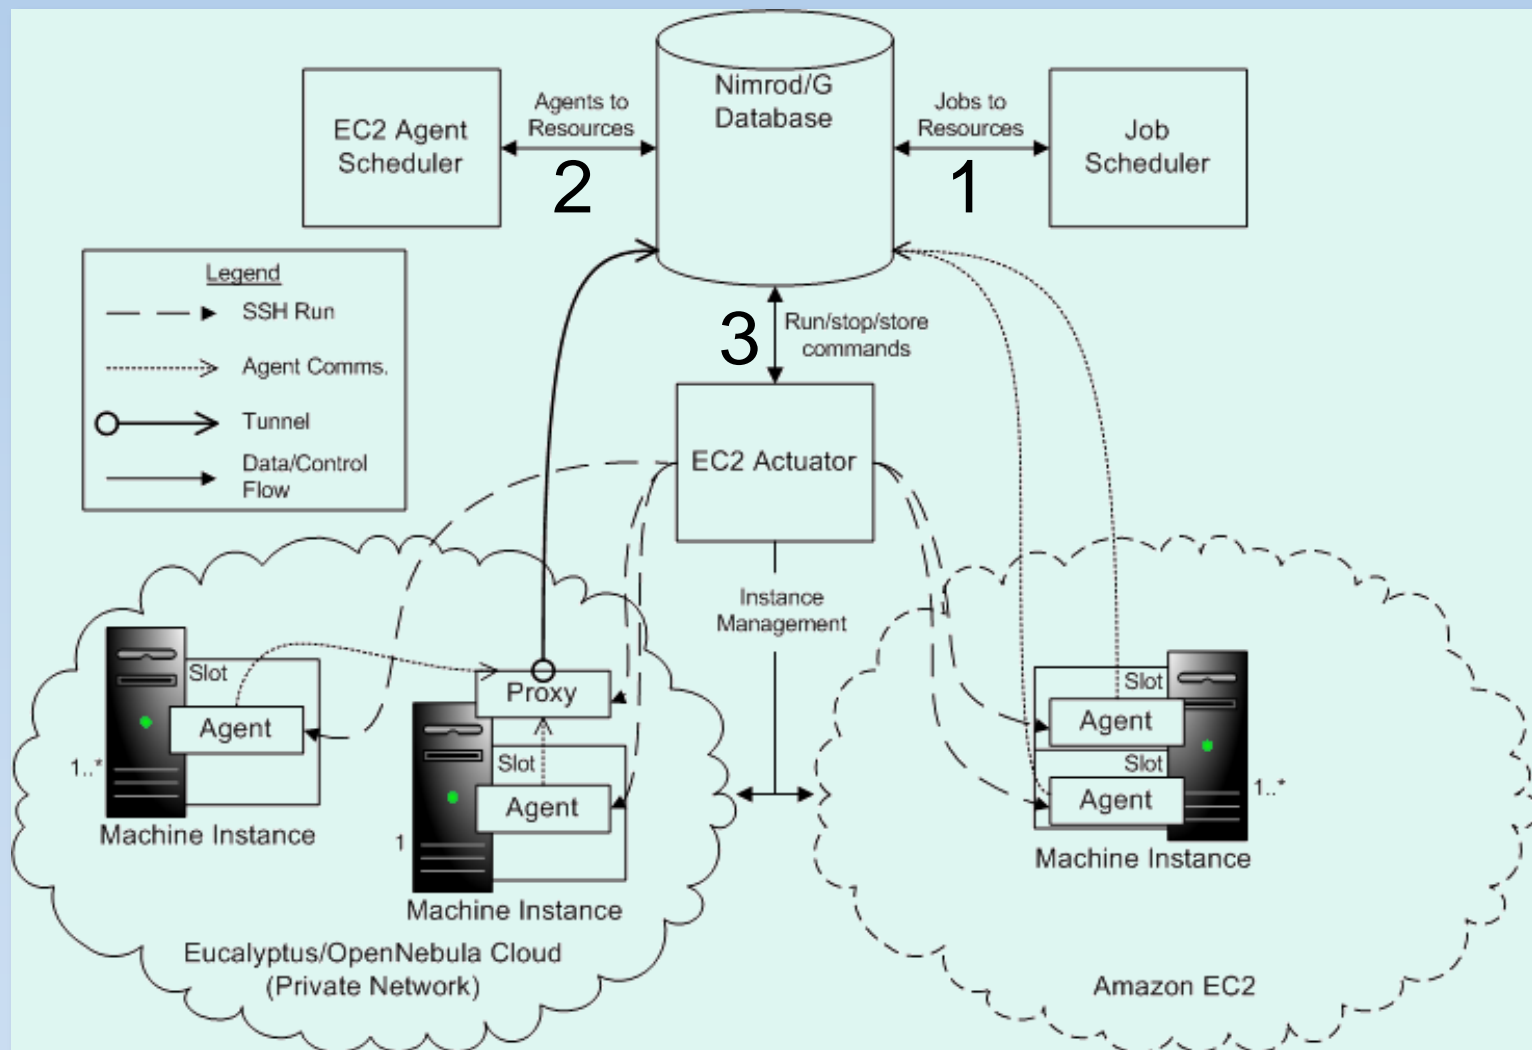 Nimrod/G
Database
EC2 Agent
Scheduler
Agents to
Resources
2
Jobs to
Resources
1
Job
Scheduler
Legend
SSH Run
Agent Comms.
Tunnel
Data/Control
Flow
3
Run/stop/store
commands
EC2 Actuator
Instance
Management
Slot
Agent
1..*
Machine Instance
Proxy
Slot
Agent
1
Machine Instance
Eucalyptus/OpenNebula Cloud
(Private Network)
Slot
Agent
Slot
Agent
1..*
Machine Instance
Amazon EC2